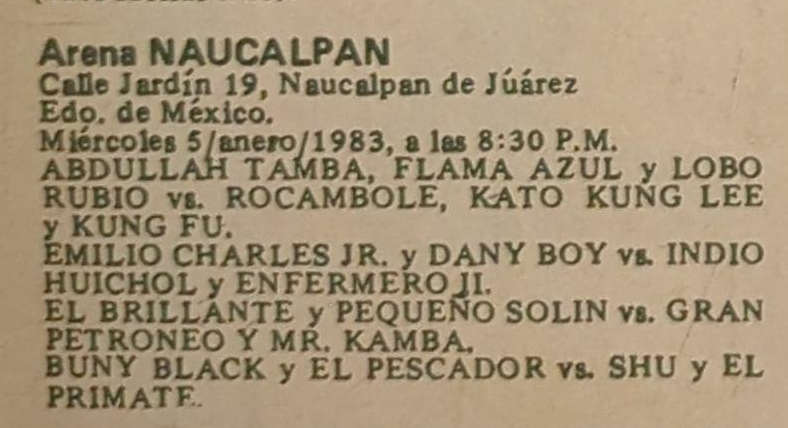 Arena NAUCALPAN
Calle Jardín 19, Naucalpan de Júárez
Edo. de México.
Miércoles 5/anero/1983, a las 8:30 P.M.
ABDULLAH TAMBA, FLAMA AZUL y LOBO
RUBIO vs. ROCAMBOLE, KATO KUNG LEE
y KUNG FU.
EMILIO CHARLES JR. y DANY BOY vs. INDIO
HUICHOL y ENFERMERO JI.
EL BRILLANTE y PEQUEÑO SOLIN vs. GRAN
PETRONEO Y MR. KAMBA.
BUNY BLACK y EL PESCADOR vs. SHU y EL
PRIMATE.